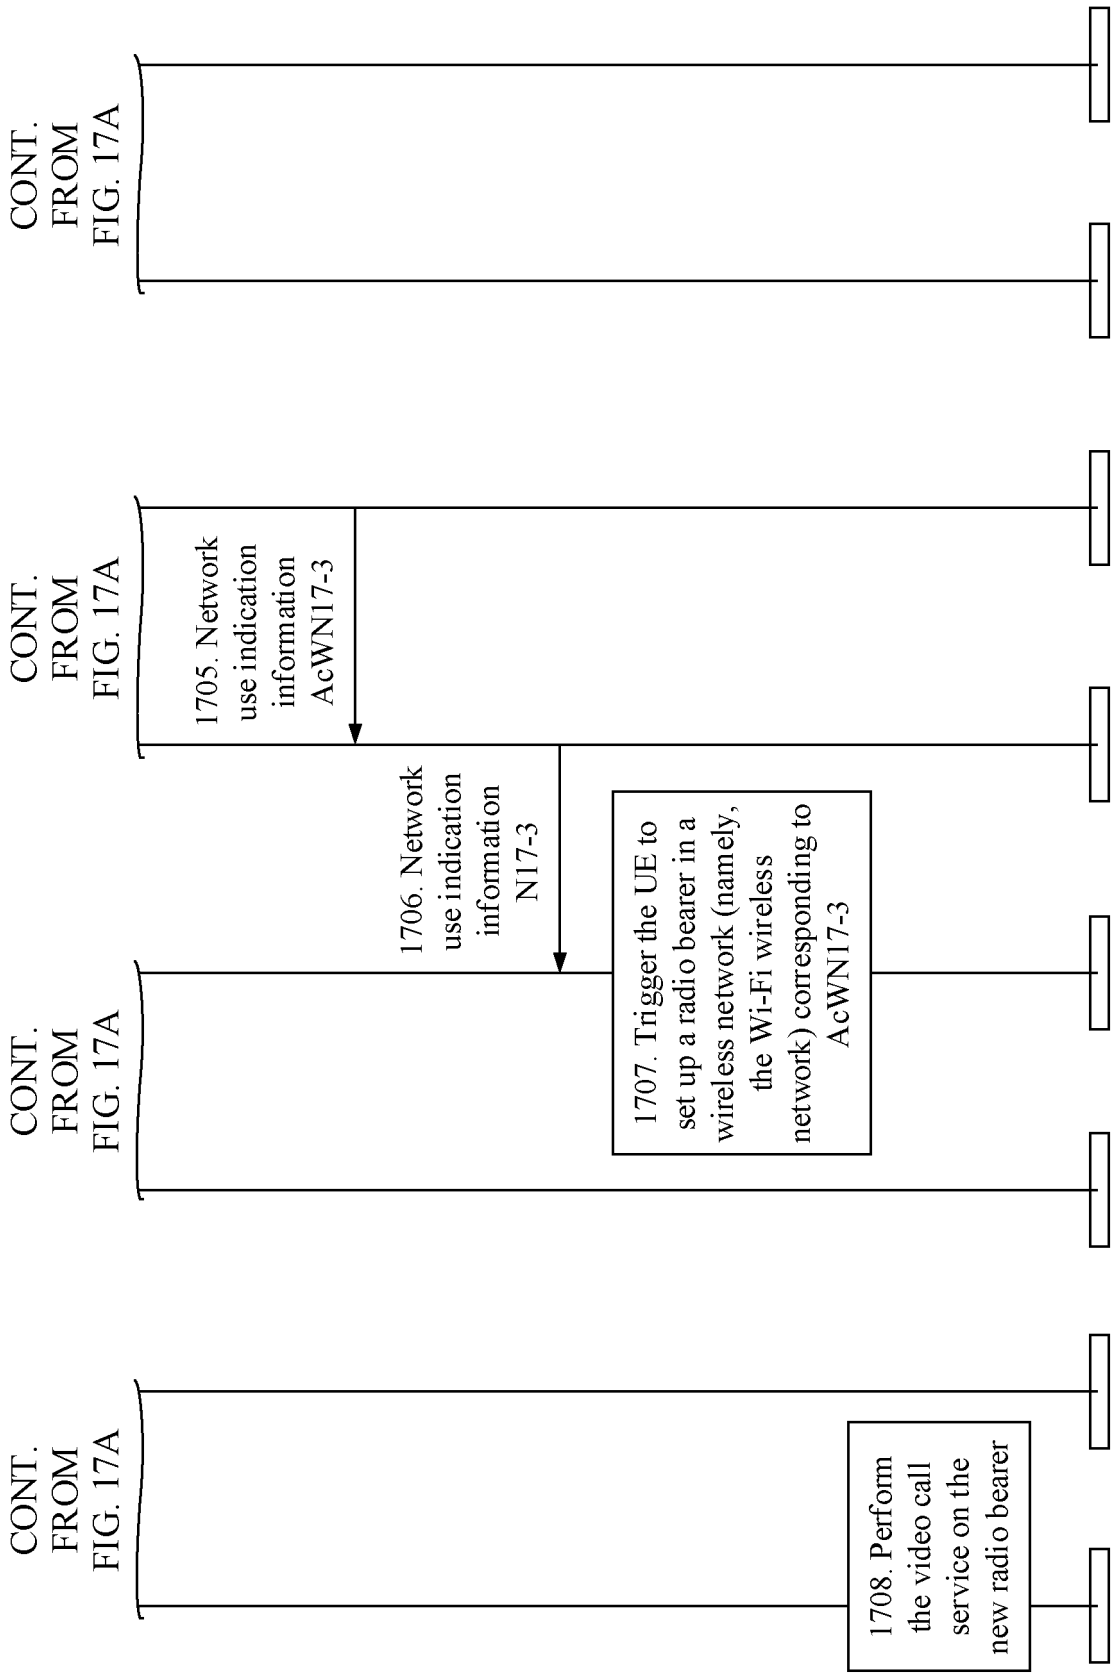 CONT.
FROM
FIG. 17A
CONT.
FROM
FIG. 17A
CONT.
FROM
FIG. 17A
CONT.
FROM
FIG. 17A
1705. Network
use indication
information
AcWN17-3
1706. Network
use indication
information
N17-3
1707. Trigger the UE to
set up a radio bearer in a
wireless network (namely,
the Wi-Fi wireless
network) corresponding to
AcWN17-3
1708. Perform
the video call
service on the
new radio bearer